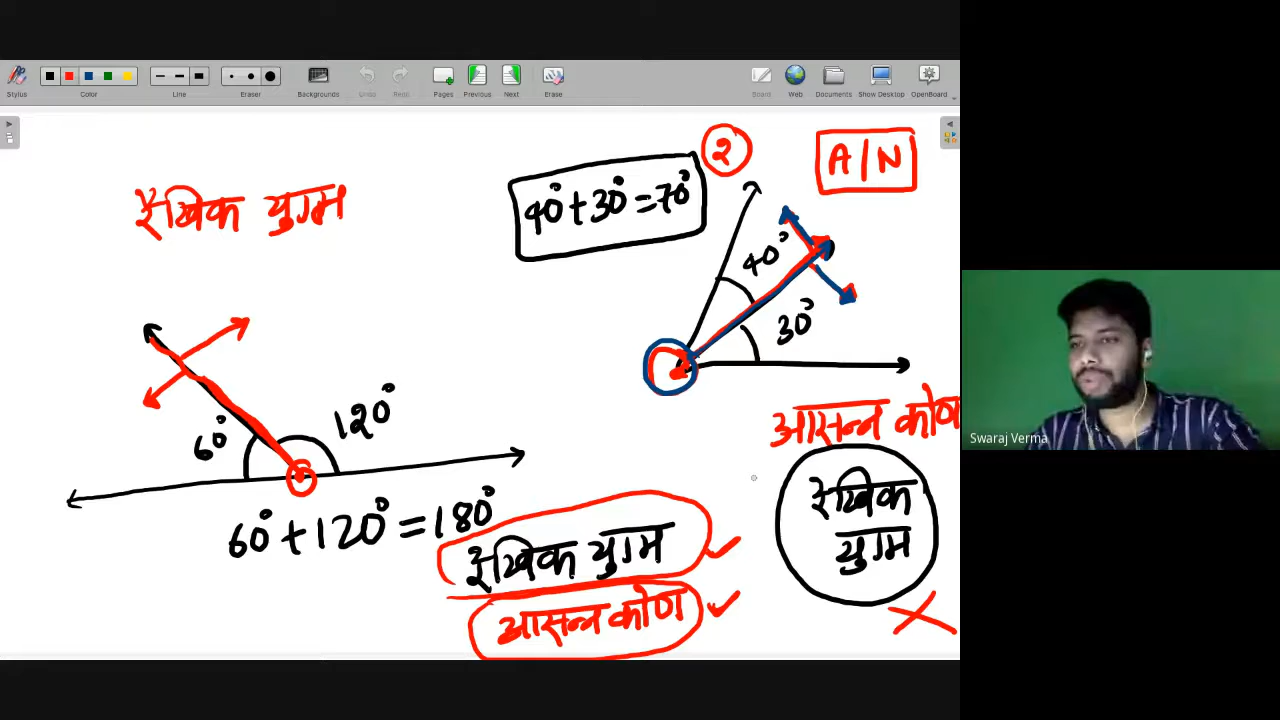 Stylus
Color
Line
Eraser
Backgrounds
Undo
Redo
Pages
Previous
Next
Erase
Board
Web
Documents
Show Desktop
OpenBoard
रैखिक युग्म
40° + 30° = 70°
2
A|N
40°
30°
60°
120°
60° + 120° = 180°
रैखिक युग्म
आसन्न कोण
आसन्न कोण
रैखिक
युग्म
Swaraj Verma